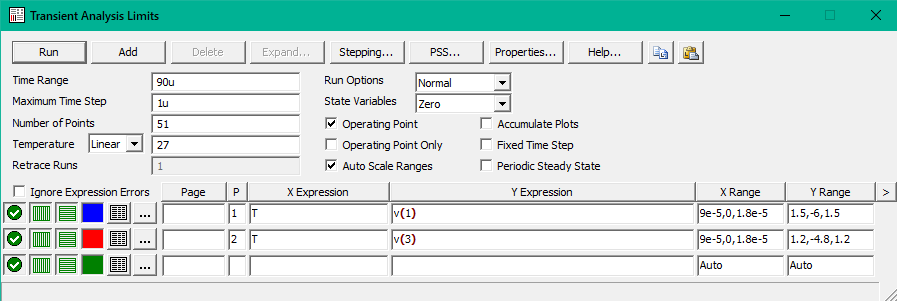 Transient Analysis Limits
Run Add Delete Expand... Stepping... PSS... Properties... Help...
Time Range 90u Run Options Normal
Maximum Time Step 1u State Variables Zero
Number of Points 51 Operating Point Accumulate Plots
Temperature Linear 27 Operating Point Only Fixed Time Step
Retrace Runs 1 Auto Scale Ranges Periodic Steady State
Ignore Expression Errors Page P X Expression Y Expression X Range Y Range >
... 1 T v(1) 9e-5,0,1.8e-5 1.5,-6,1.5
... 2 T v(3) 9e-5,0,1.8e-5 1.2,-4.8,1.2
... Auto Auto